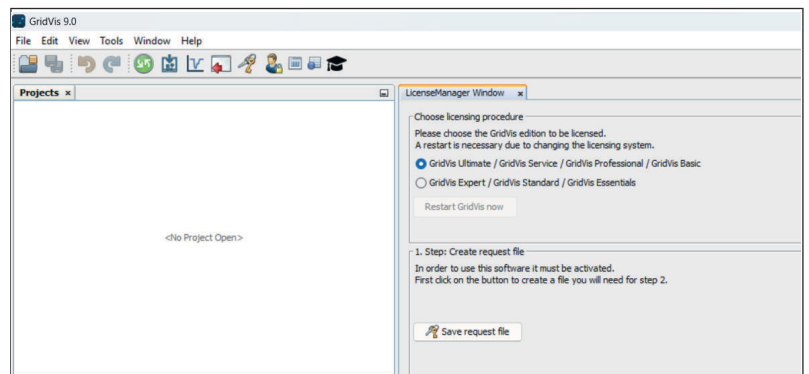 GridVis 9.0
File Edit View Tools Window Help
Projects
<No Project Open>
LicenseManager Window
Choose licensing procedure
Please choose the GridVis edition to be licensed.
A restart is necessary due to changing the licensing system.
GridVis Ultimate / GridVis Service / GridVis Professional / GridVis Basic
GridVis Expert / GridVis Standard / GridVis Essentials
Restart GridVis now
1. Step: Create request file
In order to use this software it must be activated.
First click on the button to create a file you will need for step 2.
Save request file